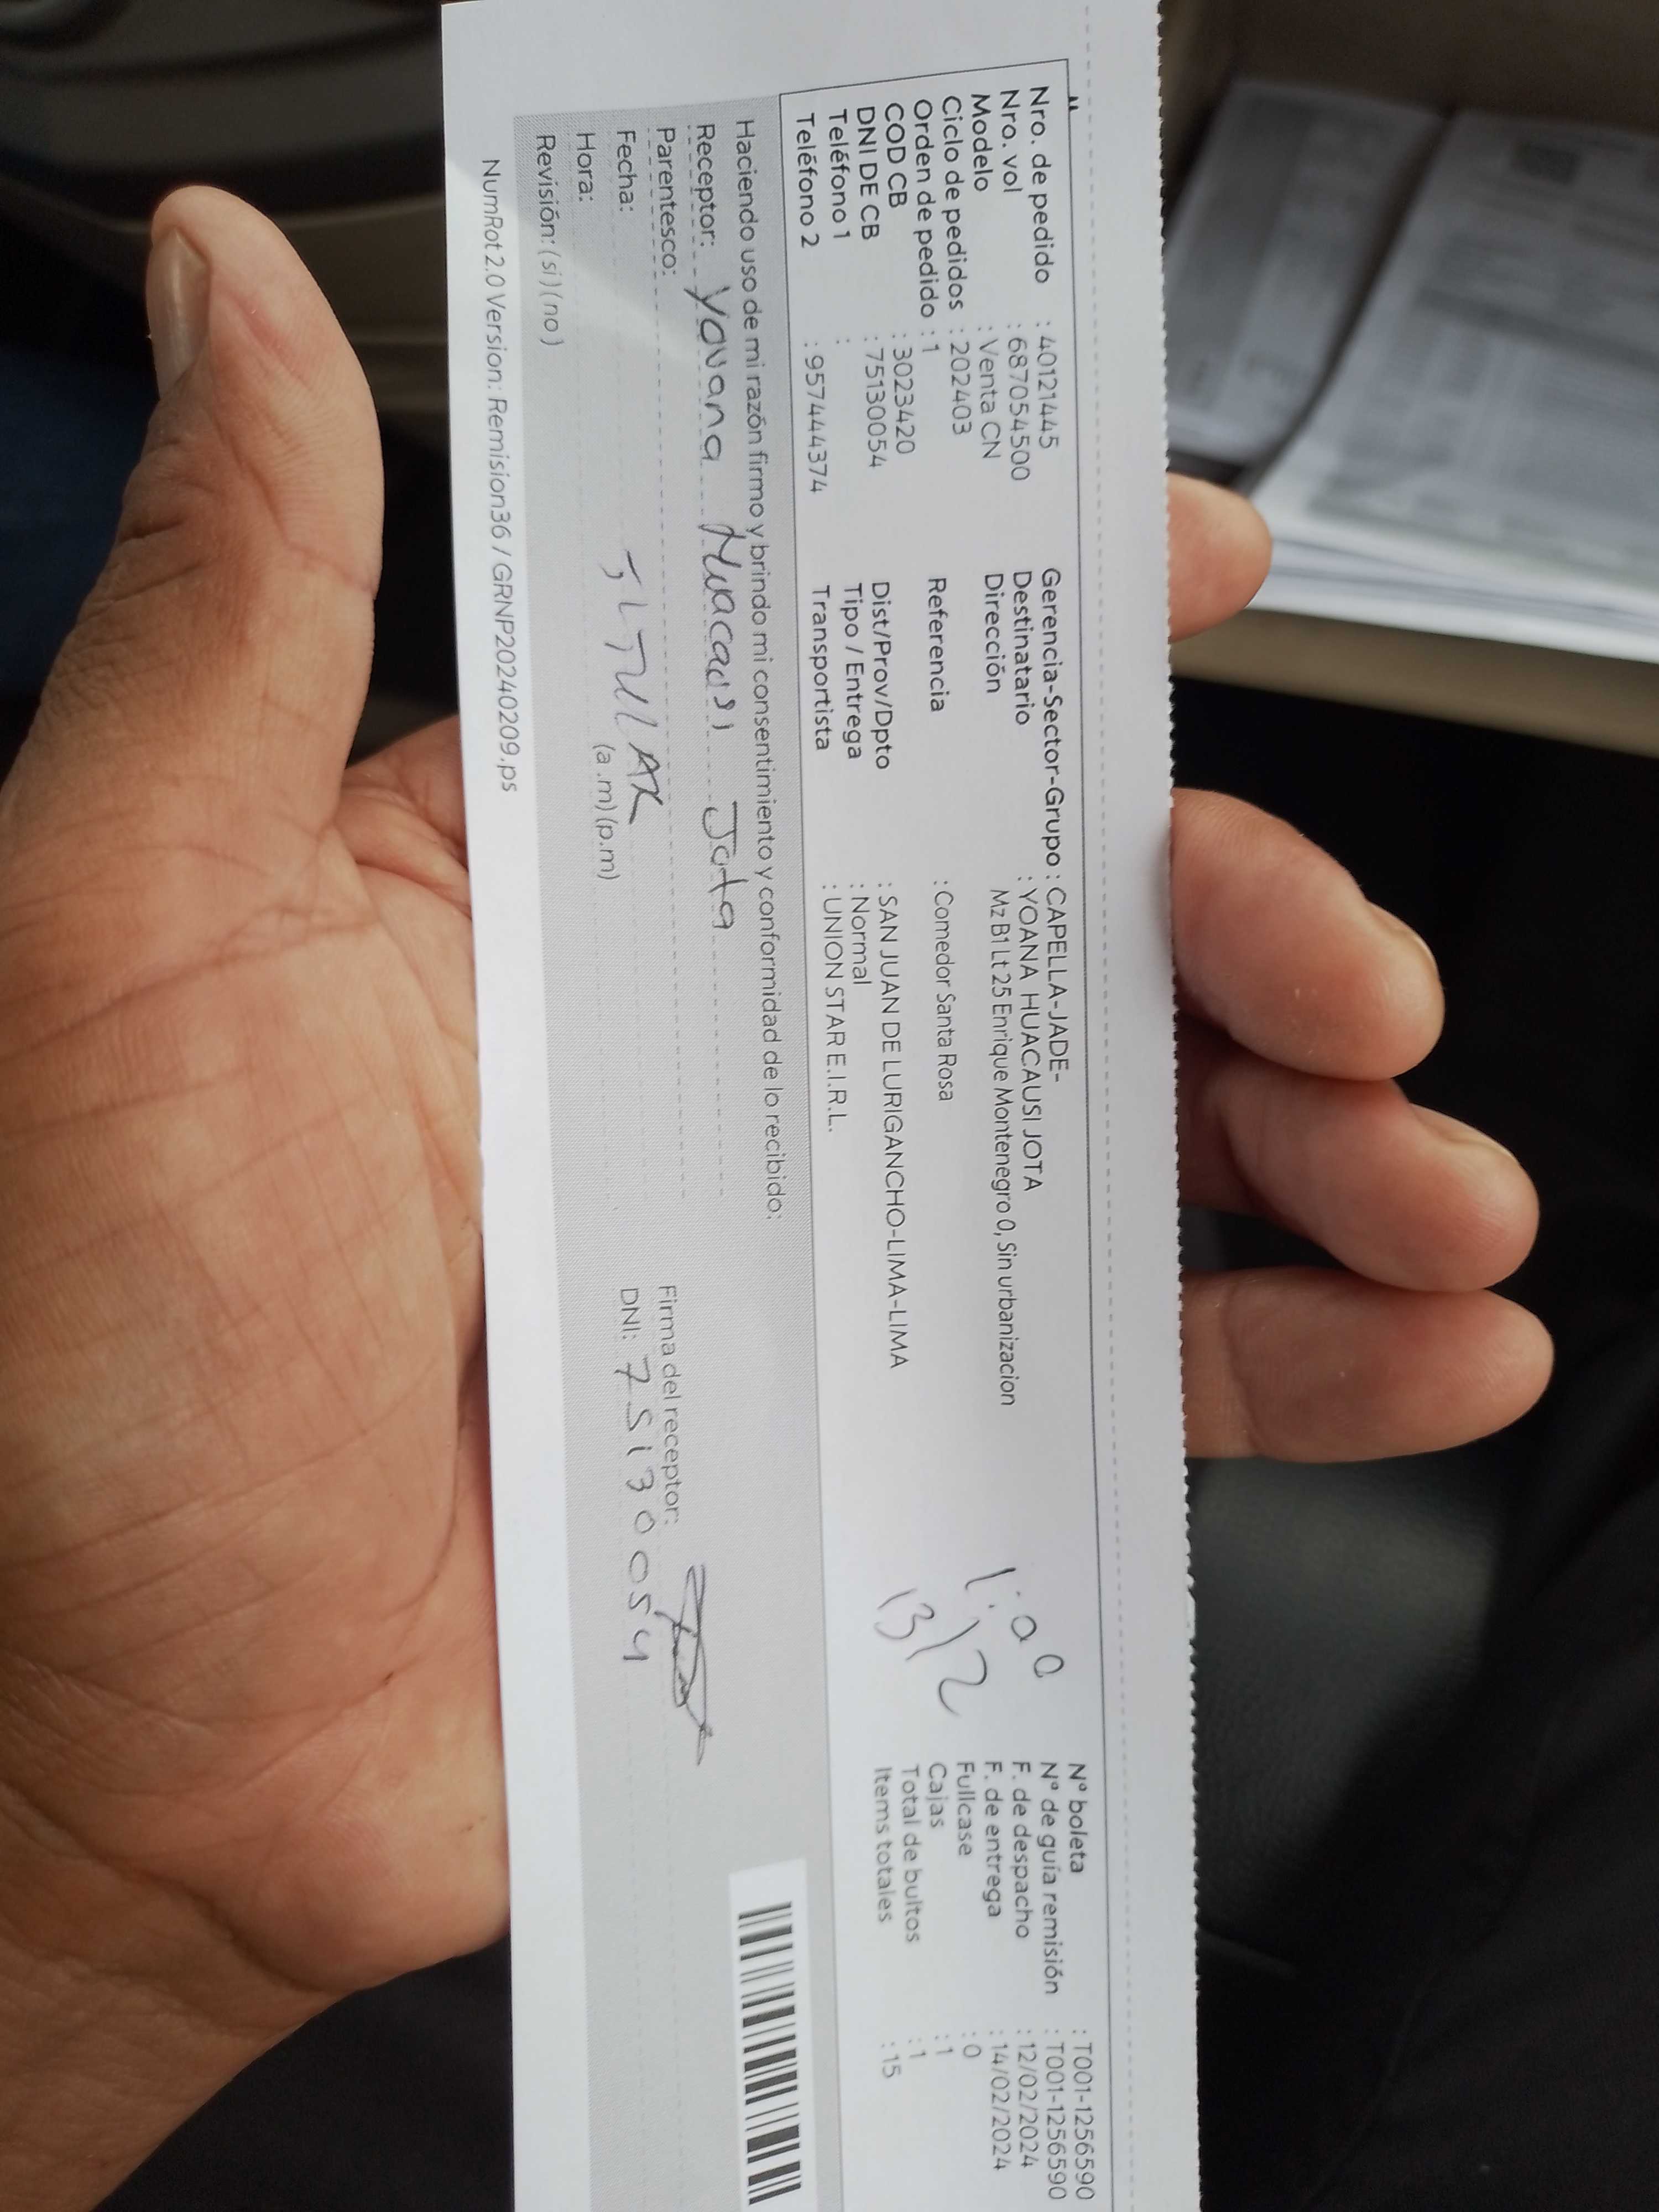 Nro. de pedido : 40121445
Nro. vol : 687054500
Modelo : Venta CN
Ciclo de pedidos : 202403
Orden de pedido : 1
COD CB : 3023420
DNI DE CB : 75130054
Teléfono 1 :
Teléfono 2 : 957444374
Gerencia-Sector-Grupo : CAPELLA-JADE-
Destinatario : YOANA HUACAUSI JOTA
Dirección Mz B1 Lt 25 Enrique Montenegro 0, Sin urbanizacion
Referencia : Comedor Santa Rosa
Dist/Prov/Dpto : SAN JUAN DE LURIGANCHO-LIMA-LIMA
Tipo / Entrega : Normal
Transportista : UNION STAR E.I.R.L.
1:00
13/2
N° boleta : T001-1256590
N° de guía remisión : T001-1256590
F. de despacho : 12/02/2024
F. de entrega : 14/02/2024
Fullcase : 0
Cajas : 1
Total de bultos : 1
Items totales : 15
Haciendo uso de mi razón firmo y brindo mi consentimiento y conformidad de lo recibido:
Receptor: Yovana Huacausi Jota
Parentesco: TITULAR
Fecha:
Hora: (a.m) (p.m)
Revisión: (si) (no)
Firma del receptor:
DNI: 75130054
NumRot 2.0 Version: Remision36 / GRNP20240209.ps